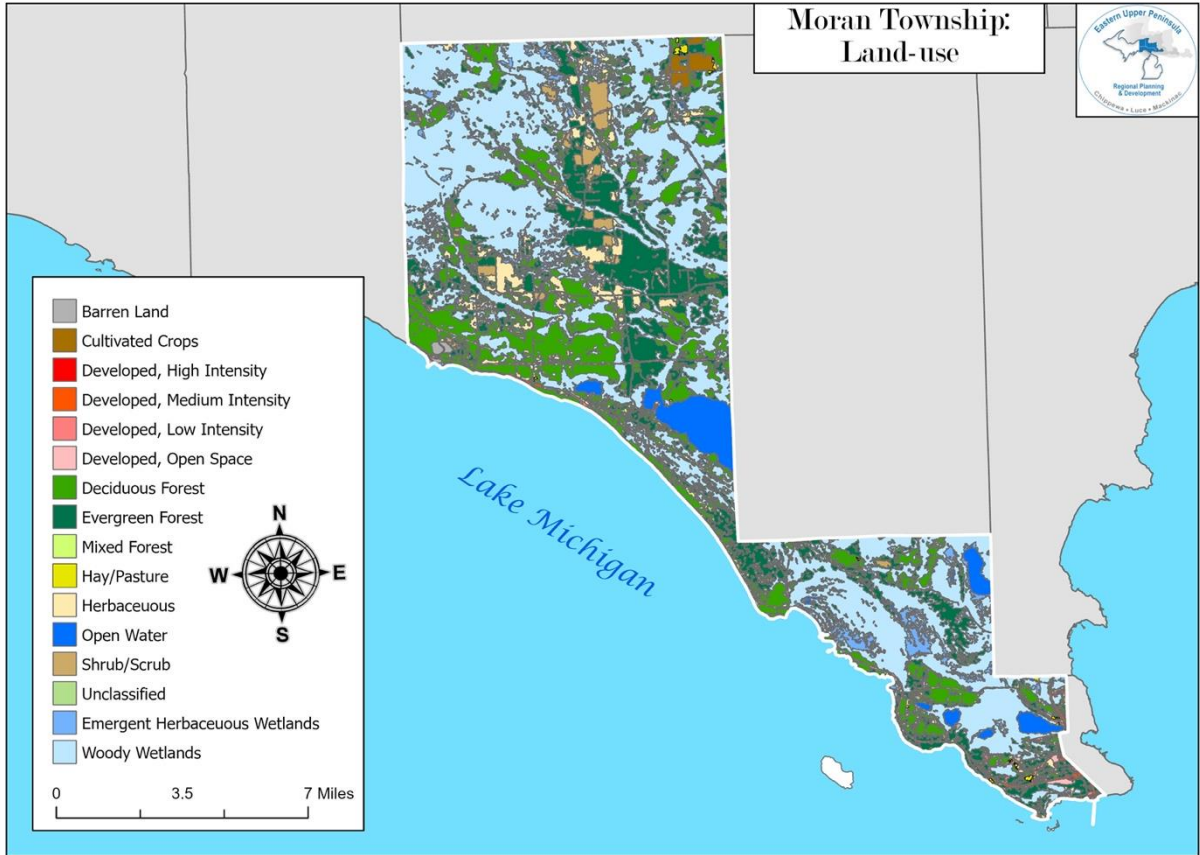 Moran Township:
Land-use
Eastern Upper Peninsula
Regional Planning
& Development
Chippewa • Luce • Mackinac
Barren Land
Cultivated Crops
Developed, High Intensity
Developed, Medium Intensity
Developed, Low Intensity
Developed, Open Space
Deciduous Forest
Evergreen Forest
Mixed Forest
Hay/Pasture
Herbaceuous
Open Water
Shrub/Scrub
Unclassified
Emergent Herbaceuous Wetlands
Woody Wetlands
N
W E
S
0 3.5 7 Miles
Lake Michigan